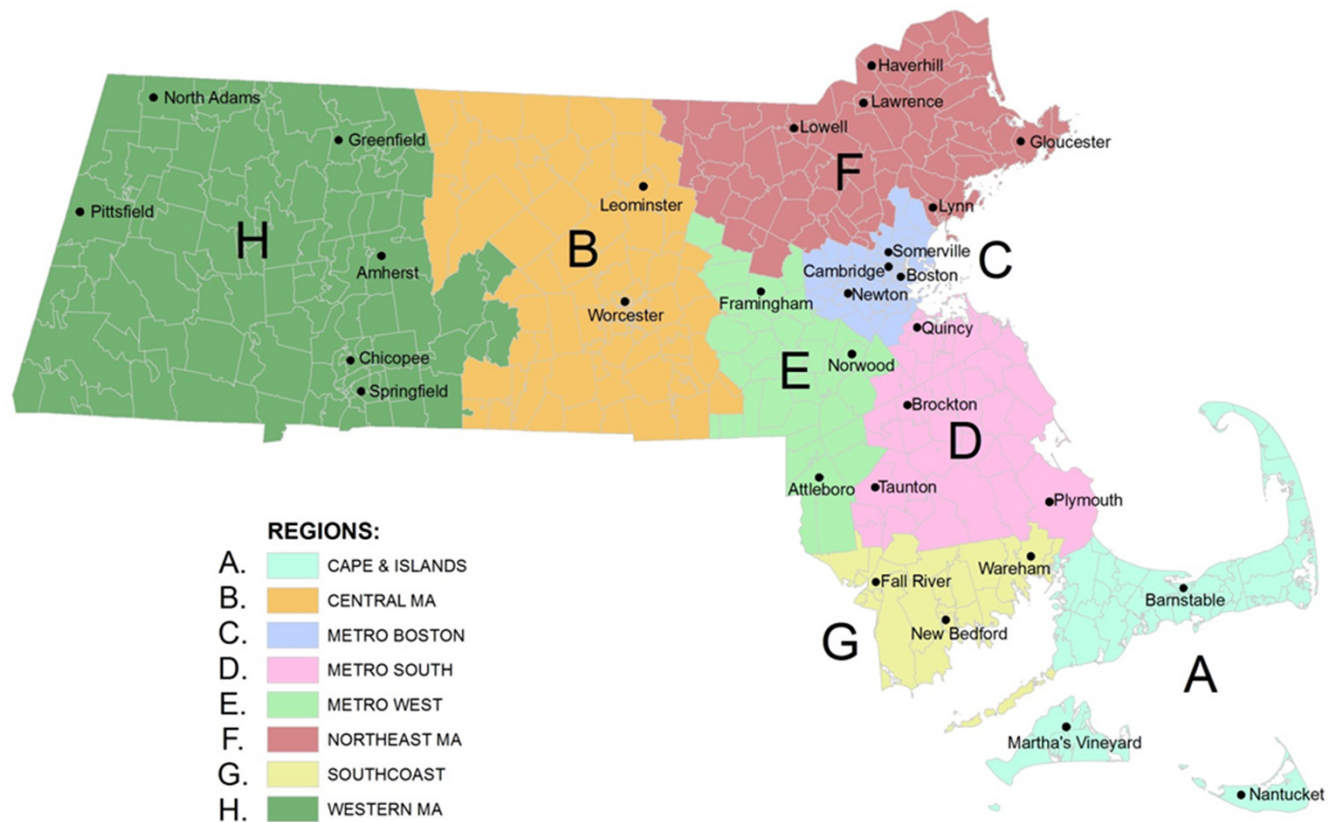 Haverhill
North Adams
Lawrence
Lowell
Greenfield
Gloucester
F
Leominster
Pittsfield
Lynn
H
B
Somerville
C
Amherst
Cambridge
Boston
Newton
Framingham
Worcester
Quincy
Chicopee
Norwood
E
Springfield
Brockton
D
Attleboro
Taunton
Plymouth
REGIONS:
A. CAPE & ISLANDS
B. CENTRAL MA
C. METRO BOSTON
D. METRO SOUTH
E. METRO WEST
F. NORTHEAST MA
G. SOUTHCOAST
H. WESTERN MA
Wareham
Fall River
Barnstable
New Bedford
G
A
Martha's Vineyard
Nantucket